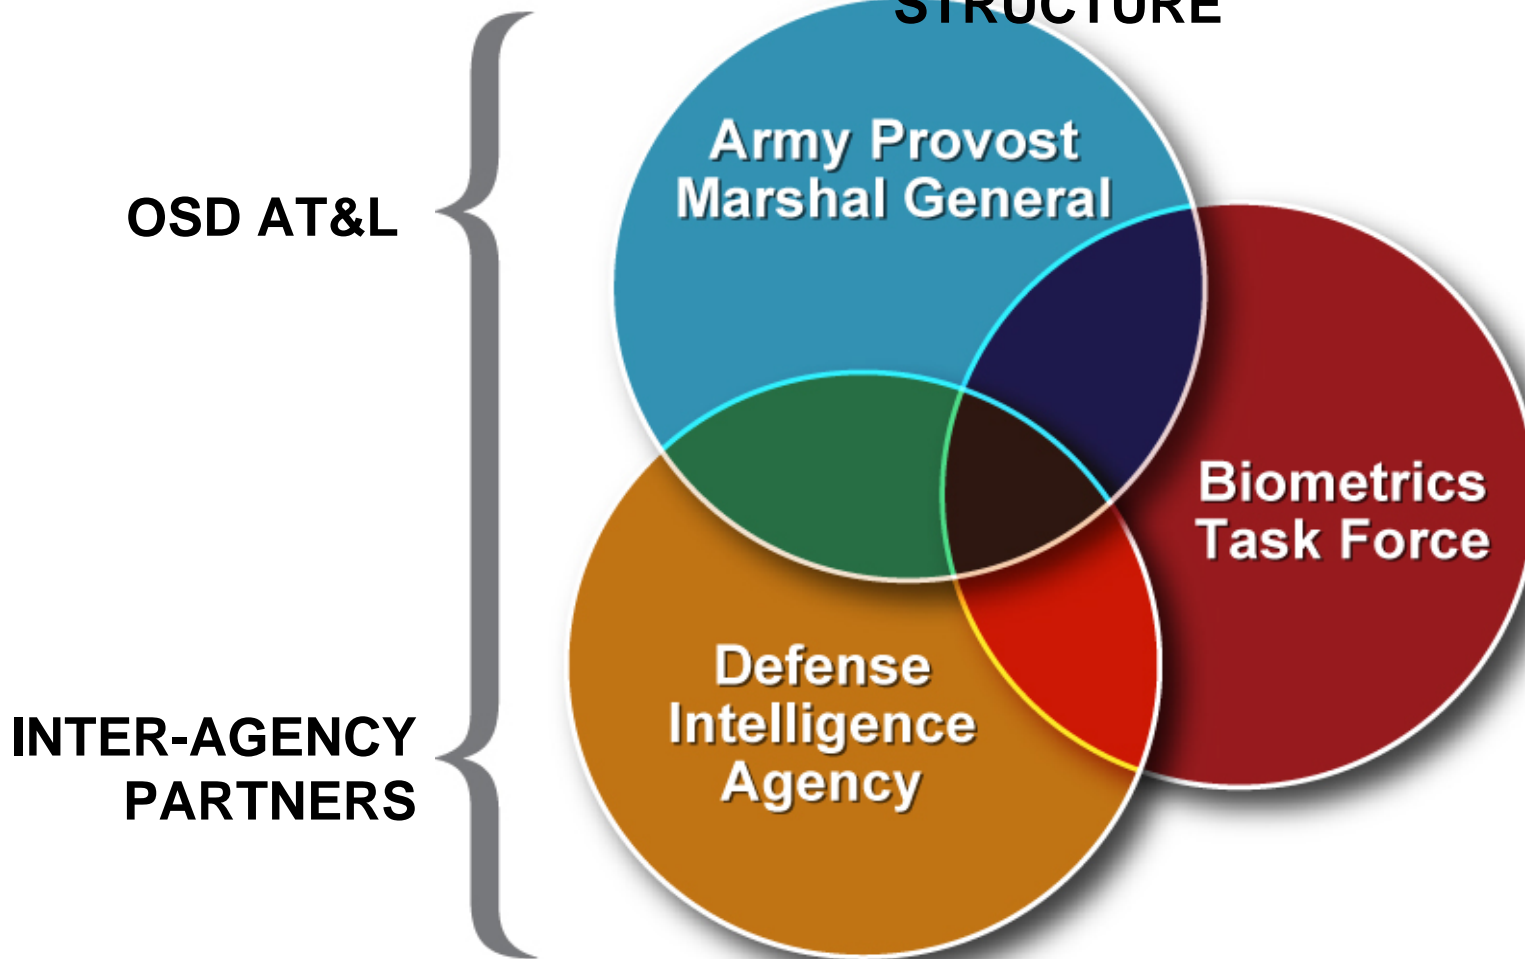 STRUCTURE
Army Provost
Marshal General
OSD AT&L
Biometrics
Task Force
Defense
Intelligence
Agency
INTER-AGENCY
PARTNERS